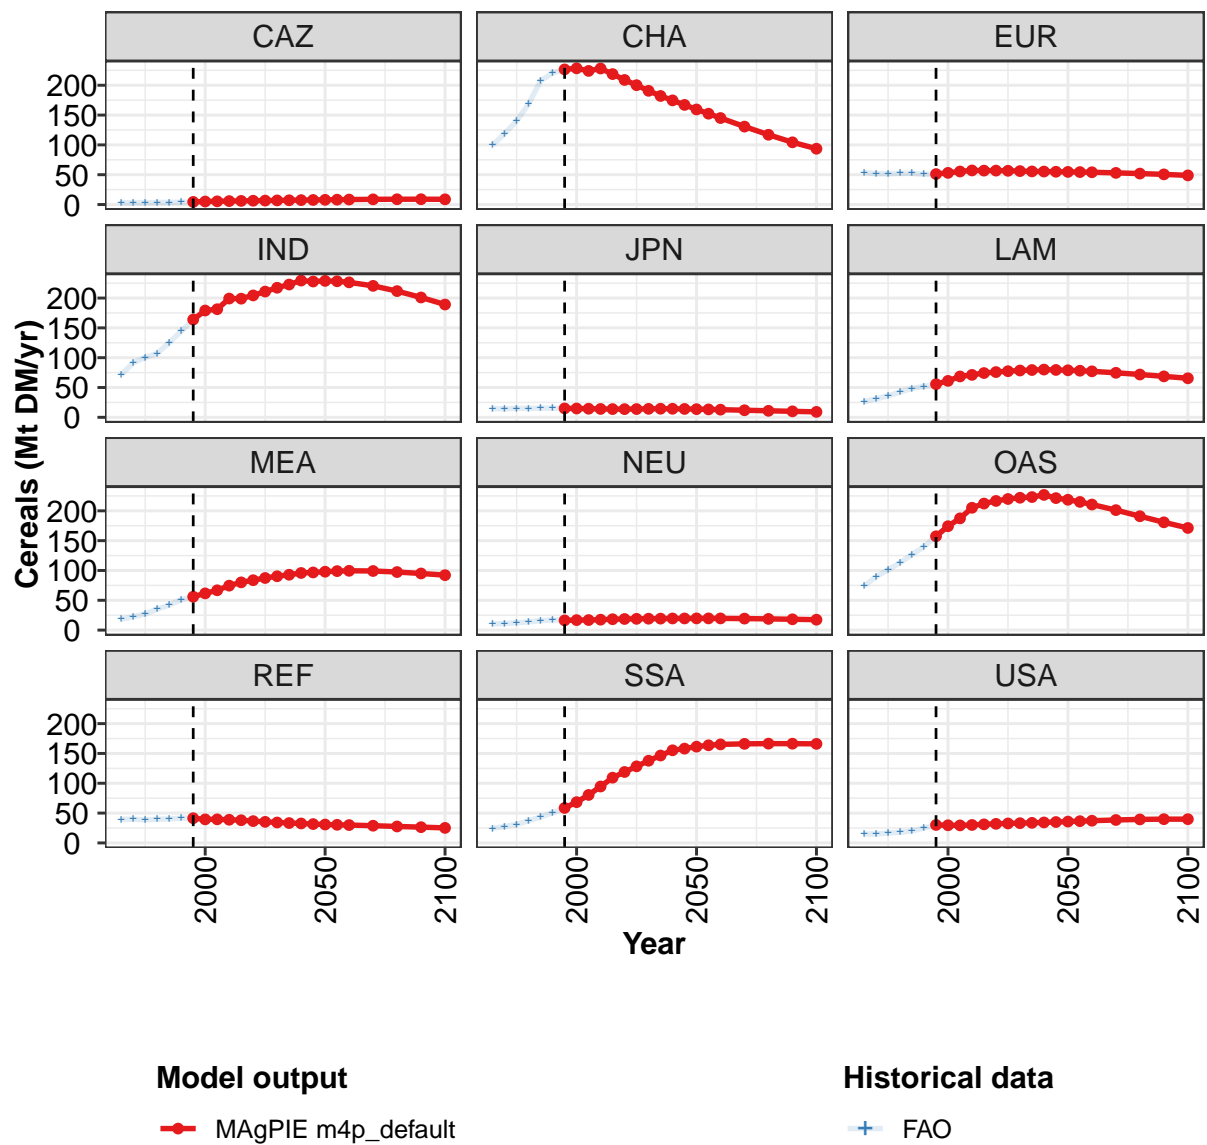 CAZ CHA EUR
200
150
100
50
0
IND JPN LAM
200
150
100
50
0
MEA NEU OAS
200
150
100
50
0
REF SSA USA
200
150
100
50
0
Cereals (Mt DM/yr)
2000 2050 2100 2000 2050 2100 2000 2050 2100
Year
Model output Historical data
MAgPIE m4p_default FAO